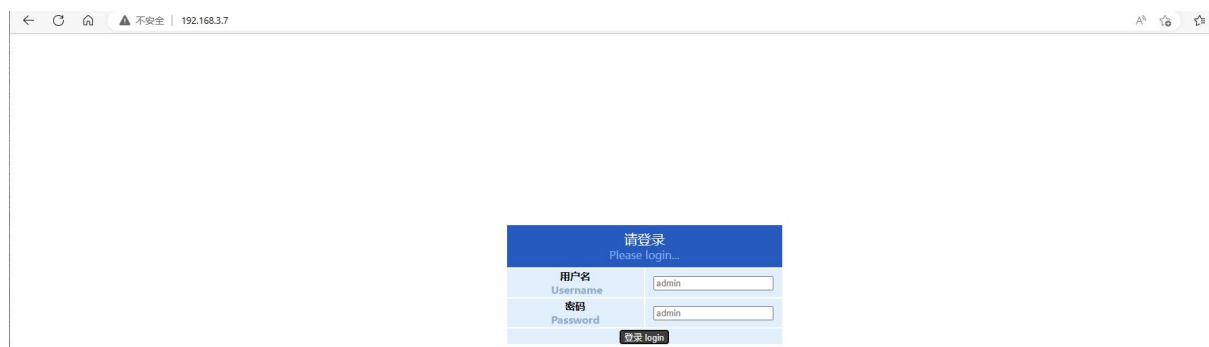 不安全 | 192.168.3.7
请登录
Please login...
用户名
Username
admin
密码
Password
admin
登录 login